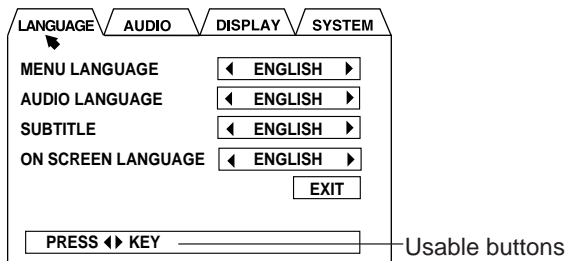 LANGUAGE AUDIO DISPLAY SYSTEM
MENU LANGUAGE ◀ ENGLISH ▶
AUDIO LANGUAGE ◀ ENGLISH ▶
SUBTITLE ◀ ENGLISH ▶
ON SCREEN LANGUAGE ◀ ENGLISH ▶
EXIT
PRESS ◀▶ KEY
Usable buttons